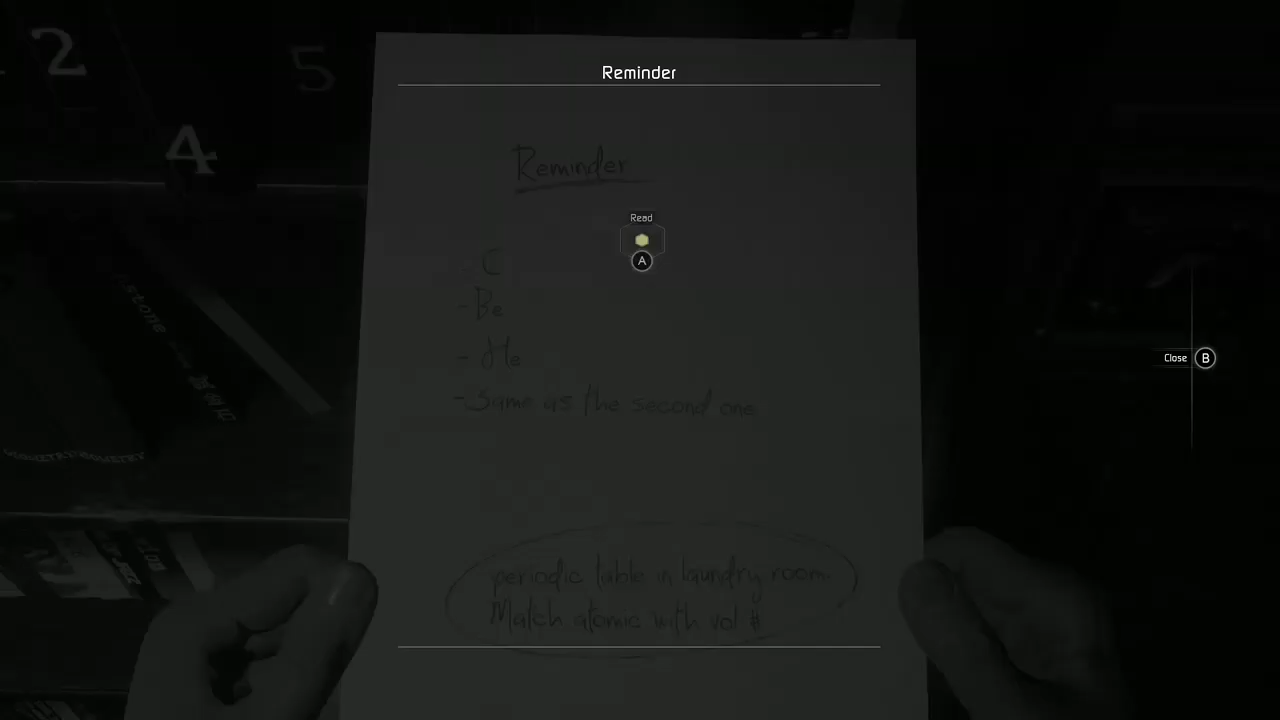 2
5
4
Reminder
Reminder
Read
A
- C
- Be
- He
Close B
- Same as the second one
periodic table in laundry room
Match atomic with vol #